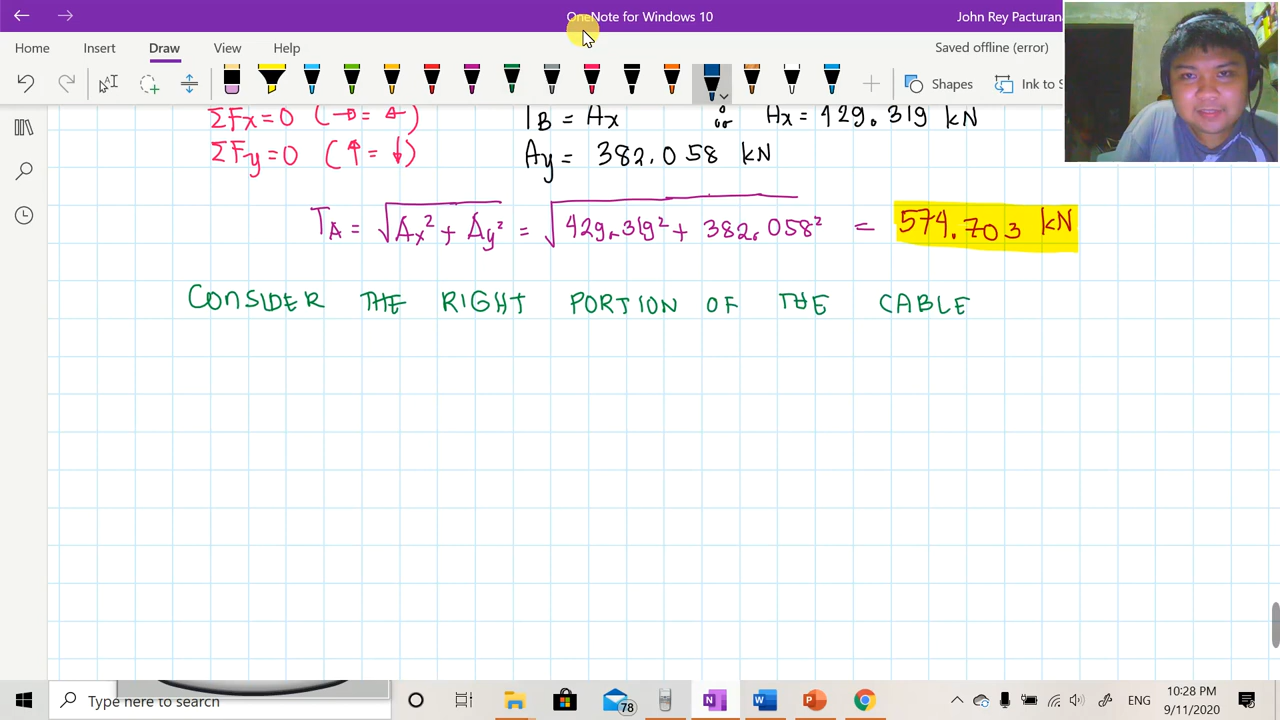 OneNote for Windows 10
John Rey Pacturan
Home Insert Draw View Help
Saved offline (error)
Shapes
Ink to S
ΣFx=0 (→=←)
TB = Ax ∴ Ax = 429.319 kN
ΣFy=0 (↑=↓)
Ay = 382.058 kN
TA = √Ax² + Ay² = √429.319² + 382.058² = 574.703 kN
CONSIDER THE RIGHT PORTION OF THE CABLE
Type here to search
78
ENG
10:28 PM
9/11/2020